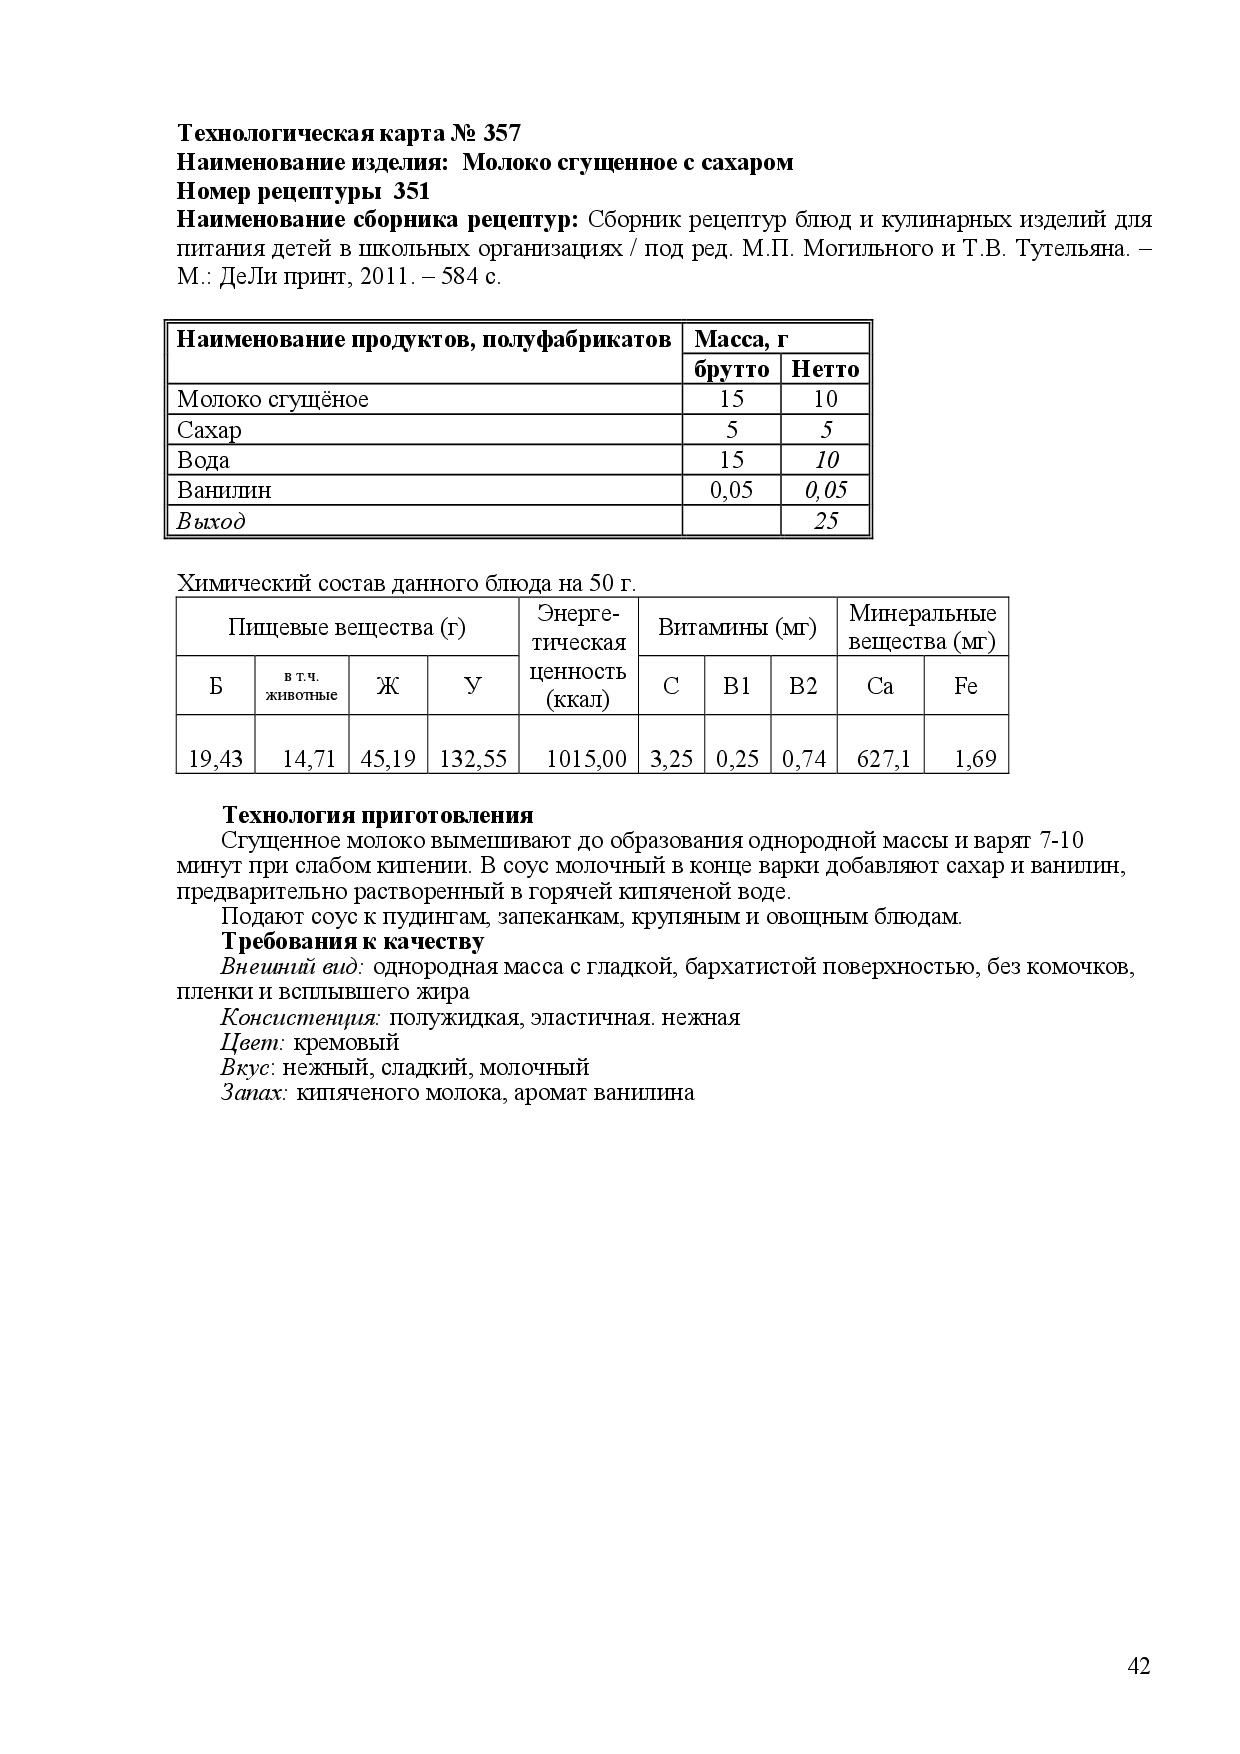 Технологическая карта № 357
Наименование изделия: Молоко сгущенное с сахаром
Номер рецептуры 351
Наименование сборника рецептур: Сборник рецептур блюд и кулинарных изделий для
питания детей в школьных организациях / под ред. М.П. Могильного и Т.В. Тутельяна. –
М.: ДеЛи принт, 2011. – 584 с.
Наименование продуктов, полуфабрикатов Масса, г
брутто Нетто
Молоко сгущёное 15 10
Сахар 5 5
Вода 15 10
Ванилин 0,05 0,05
Выход 25
Химический состав данного блюда на 50 г.
Пищевые вещества (г) Энерге-
тическая
ценность
(ккал) Витамины (мг) Минеральные
вещества (мг)
Б в т.ч.
животные Ж У С В1 В2 Са Fe
19,43 14,71 45,19 132,55 1015,00 3,25 0,25 0,74 627,1 1,69
Технология приготовления
Сгущенное молоко вымешивают до образования однородной массы и варят 7-10
минут при слабом кипении. В соус молочный в конце варки добавляют сахар и ванилин,
предварительно растворенный в горячей кипяченой воде.
Подают соус к пудингам, запеканкам, крупяным и овощным блюдам.
Требования к качеству
Внешний вид: однородная масса с гладкой, бархатистой поверхностью, без комочков,
пленки и всплывшего жира
Консистенция: полужидкая, эластичная. нежная
Цвет: кремовый
Вкус: нежный, сладкий, молочный
Запах: кипяченого молока, аромат ванилина
42